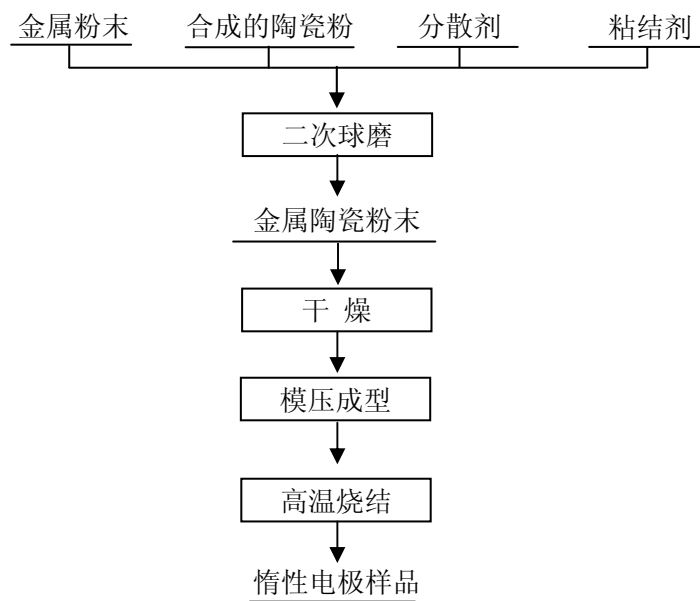 金属粉末 合成的陶瓷粉 分散剂 粘结剂
二次球磨
金属陶瓷粉末
干 燥
模压成型
高温烧结
惰性电极样品